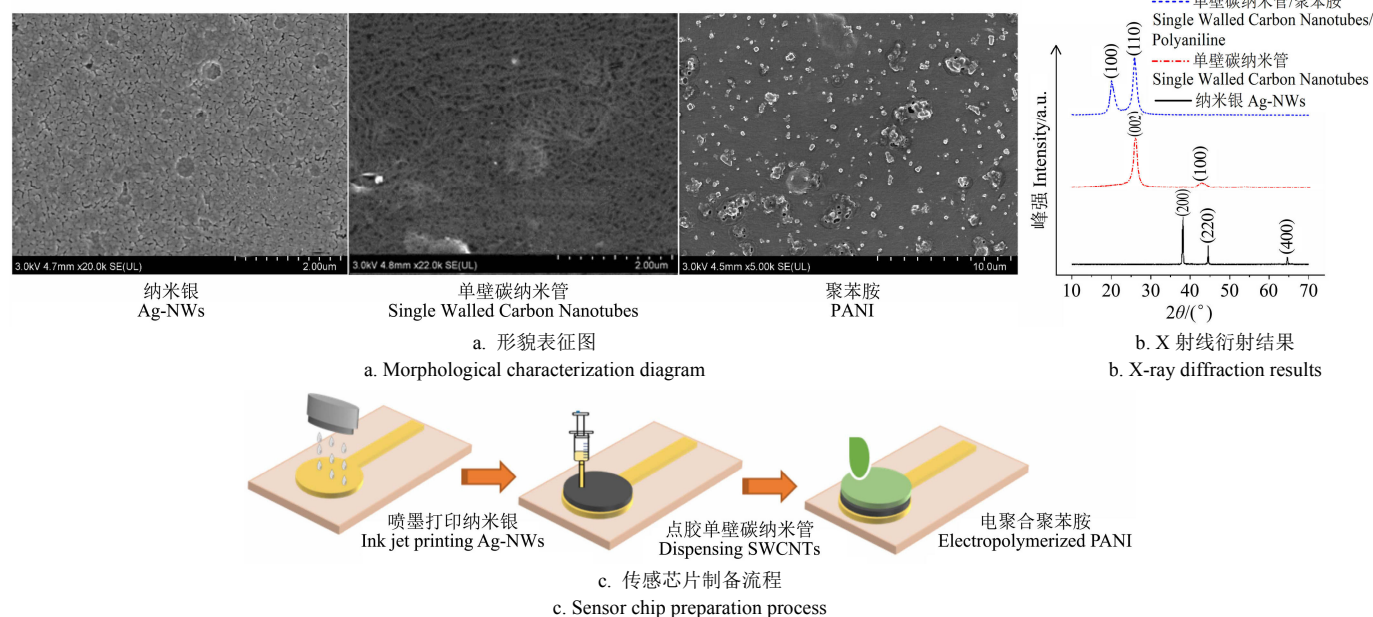 3.0kV 4.7mm x20.0k SE(UL)
2.00um
3.0kV 4.8mm x22.0k SE(UL)
2.00um
3.0kV 4.5mm x5.00k SE(UL)
10.0um
纳米银
Ag-NWs
单壁碳纳米管
Single Walled Carbon Nanotubes
聚苯胺
PANI
a. 形貌表征图
a. Morphological characterization diagram
单壁碳纳米管/聚苯胺
Single Walled Carbon Nanotubes/
Polyaniline
单壁碳纳米管
Single Walled Carbon Nanotubes
纳米银 Ag-NWs
(100)
(110)
(002)
(100)
(200)
(220)
(400)
峰强 Intensity/a.u.
10 20 30 40 50 60 70
2θ/(°)
b. X 射线衍射结果
b. X-ray diffraction results
喷墨打印纳米银
Ink jet printing Ag-NWs
点胶单壁碳纳米管
Dispensing SWCNTs
电聚合聚苯胺
Electropolymerized PANI
c. 传感芯片制备流程
c. Sensor chip preparation process